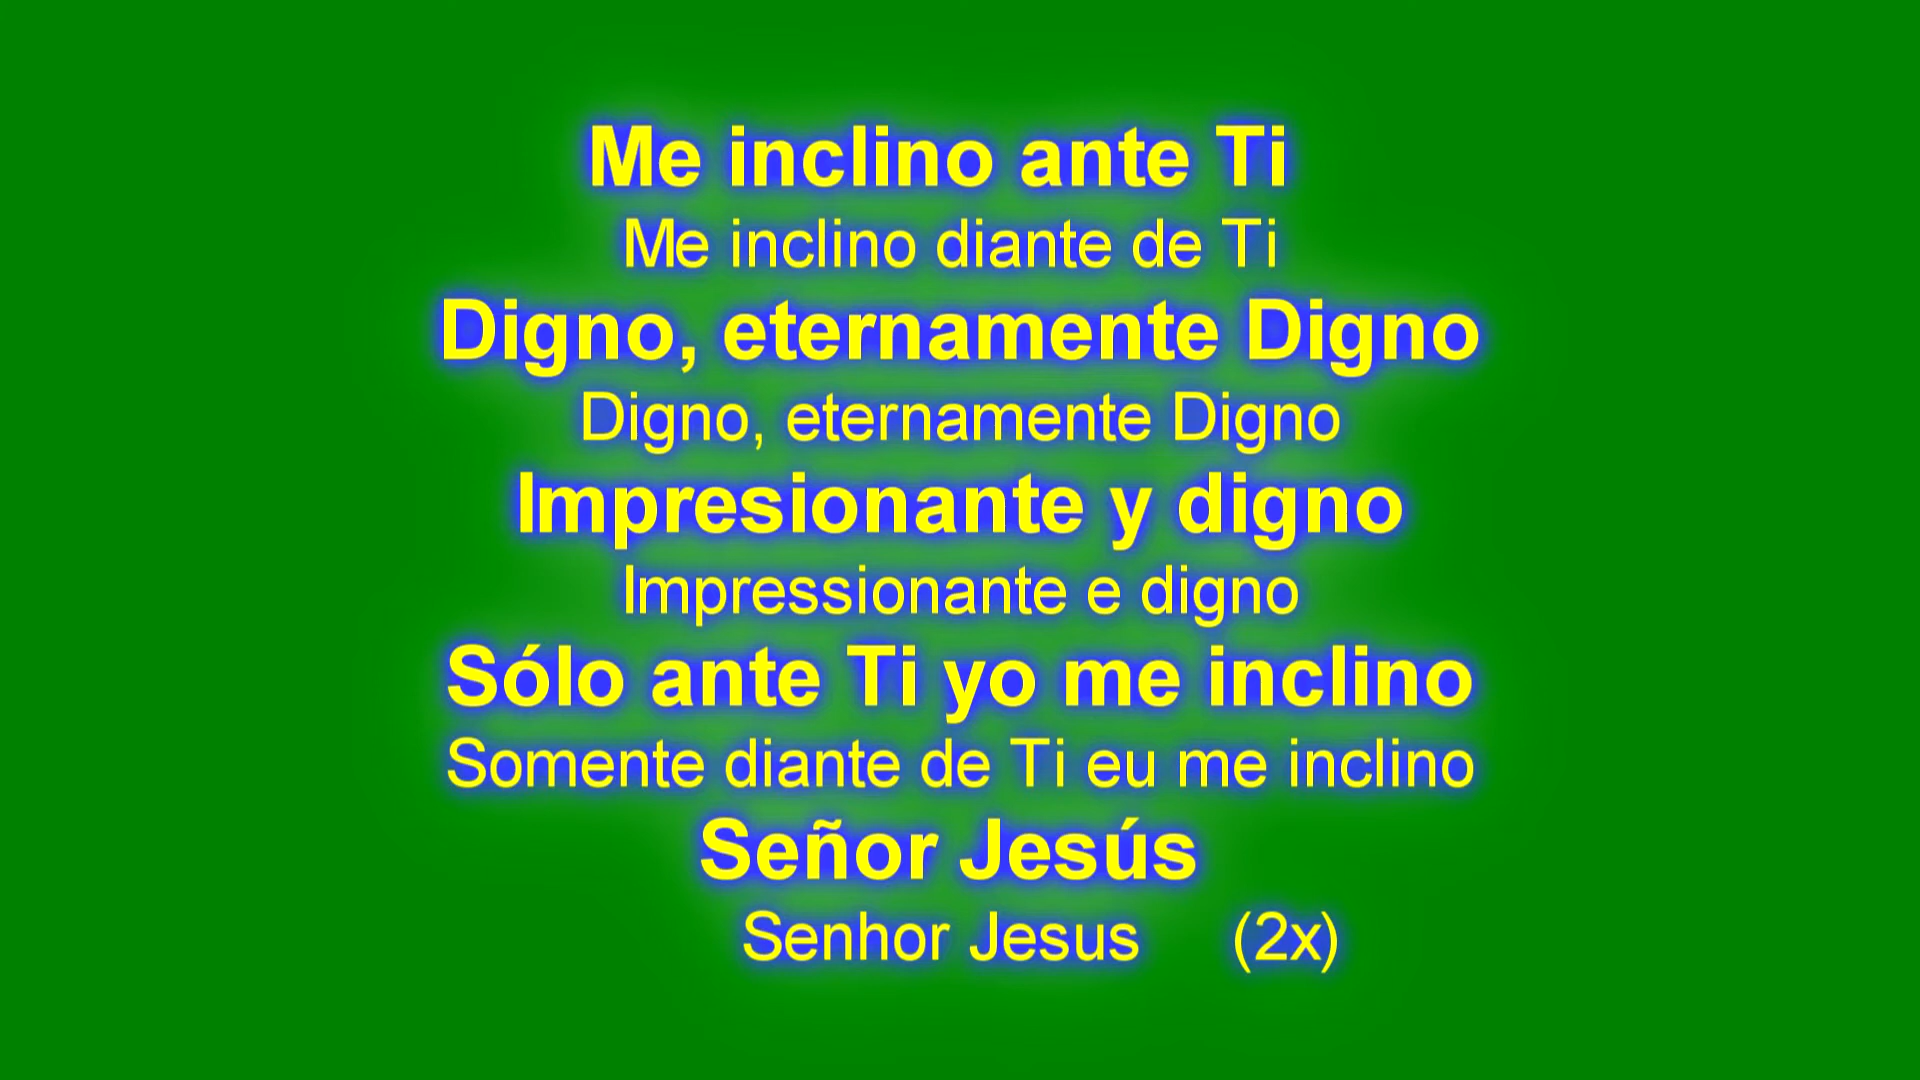 Me inclino ante Ti
Me inclino diante de Ti
Digno, eternamente Digno
Digno, eternamente Digno
Impresionante y digno
Impressionante e digno
Sólo ante Ti yo me inclino
Somente diante de Ti eu me inclino
Señor Jesús
Senhor Jesus (2x)